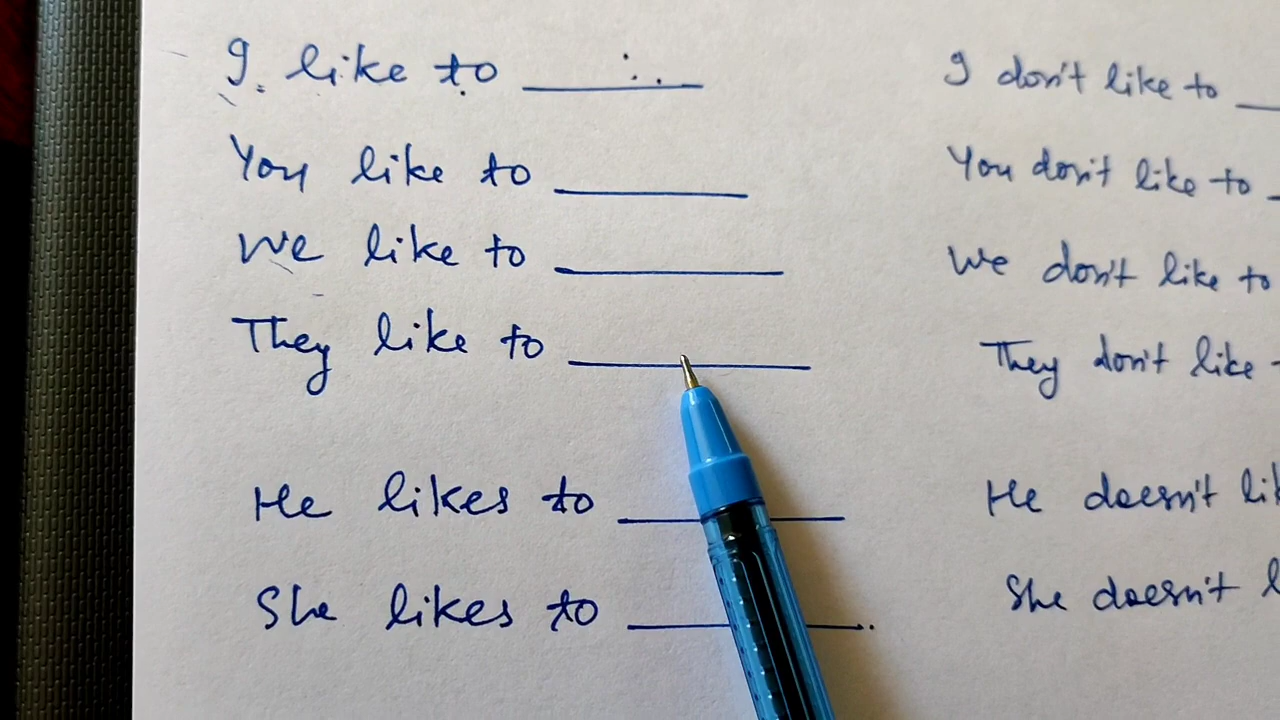 I like to ______ I don't like to __
You like to ______ You don't like to _
We like to ______ We don't like to
They like to ______ They don't like
He likes to ______ He doesn't lik
She likes to ______. She doesn't l